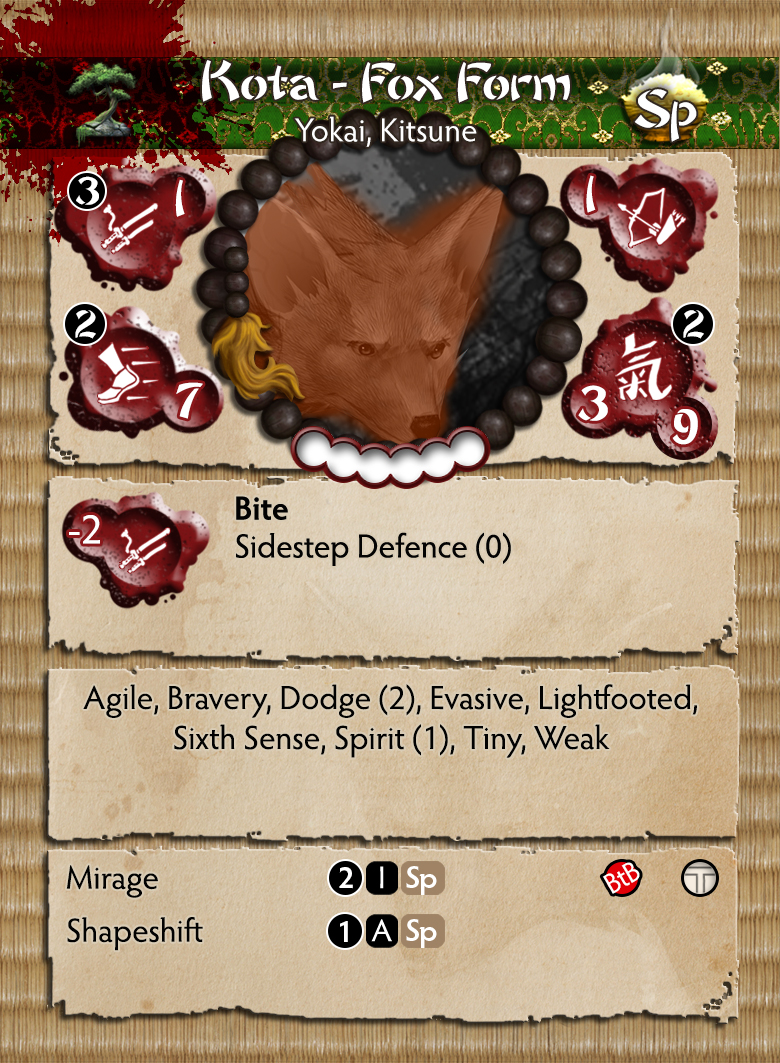 Kota - Fox Form
Sp
Yokai, Kitsune
3 1
1
2 7
2
氣
3 9
-2
Bite
Sidestep Defence (0)
Agile, Bravery, Dodge (2), Evasive, Lightfooted,
Sixth Sense, Spirit (1), Tiny, Weak
Mirage 2 I Sp BtB T
Shapeshift 1 A Sp